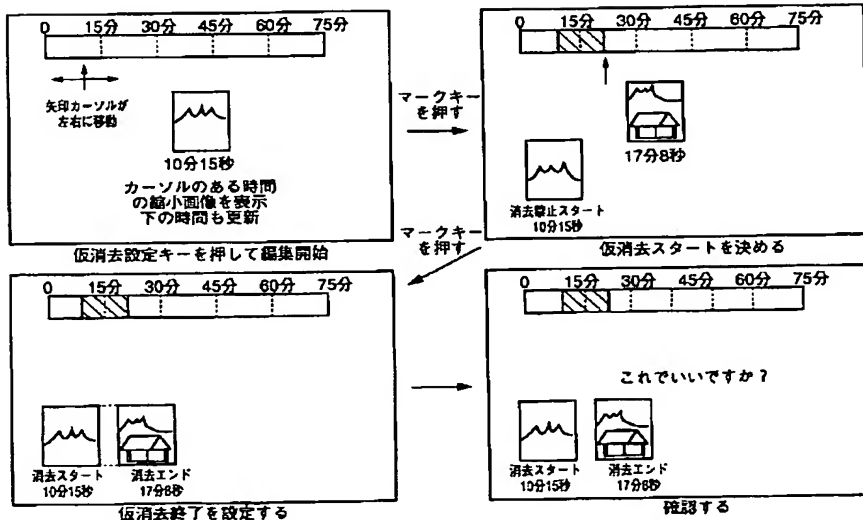 0 15分 30分 45分 60分 75分
矢印カーソルが
左右に移動
10分15秒
カーソルのある時間
の縮小画像を表示
下の時間も更新
仮消去設定キーを押して編集開始
マークキー
を押す
0 15分 30分 45分 60分 75分
17分8秒
消去禁止スタート
10分15秒
仮消去スタートを決める
マークキー
を押す
0 15分 30分 45分 60分 75分
消去スタート 消去エンド
10分15秒 17分8秒
仮消去終了を設定する
0 15分 30分 45分 60分 75分
これでいいですか？
消去スタート 消去エンド
10分15秒 17分8秒
確認する